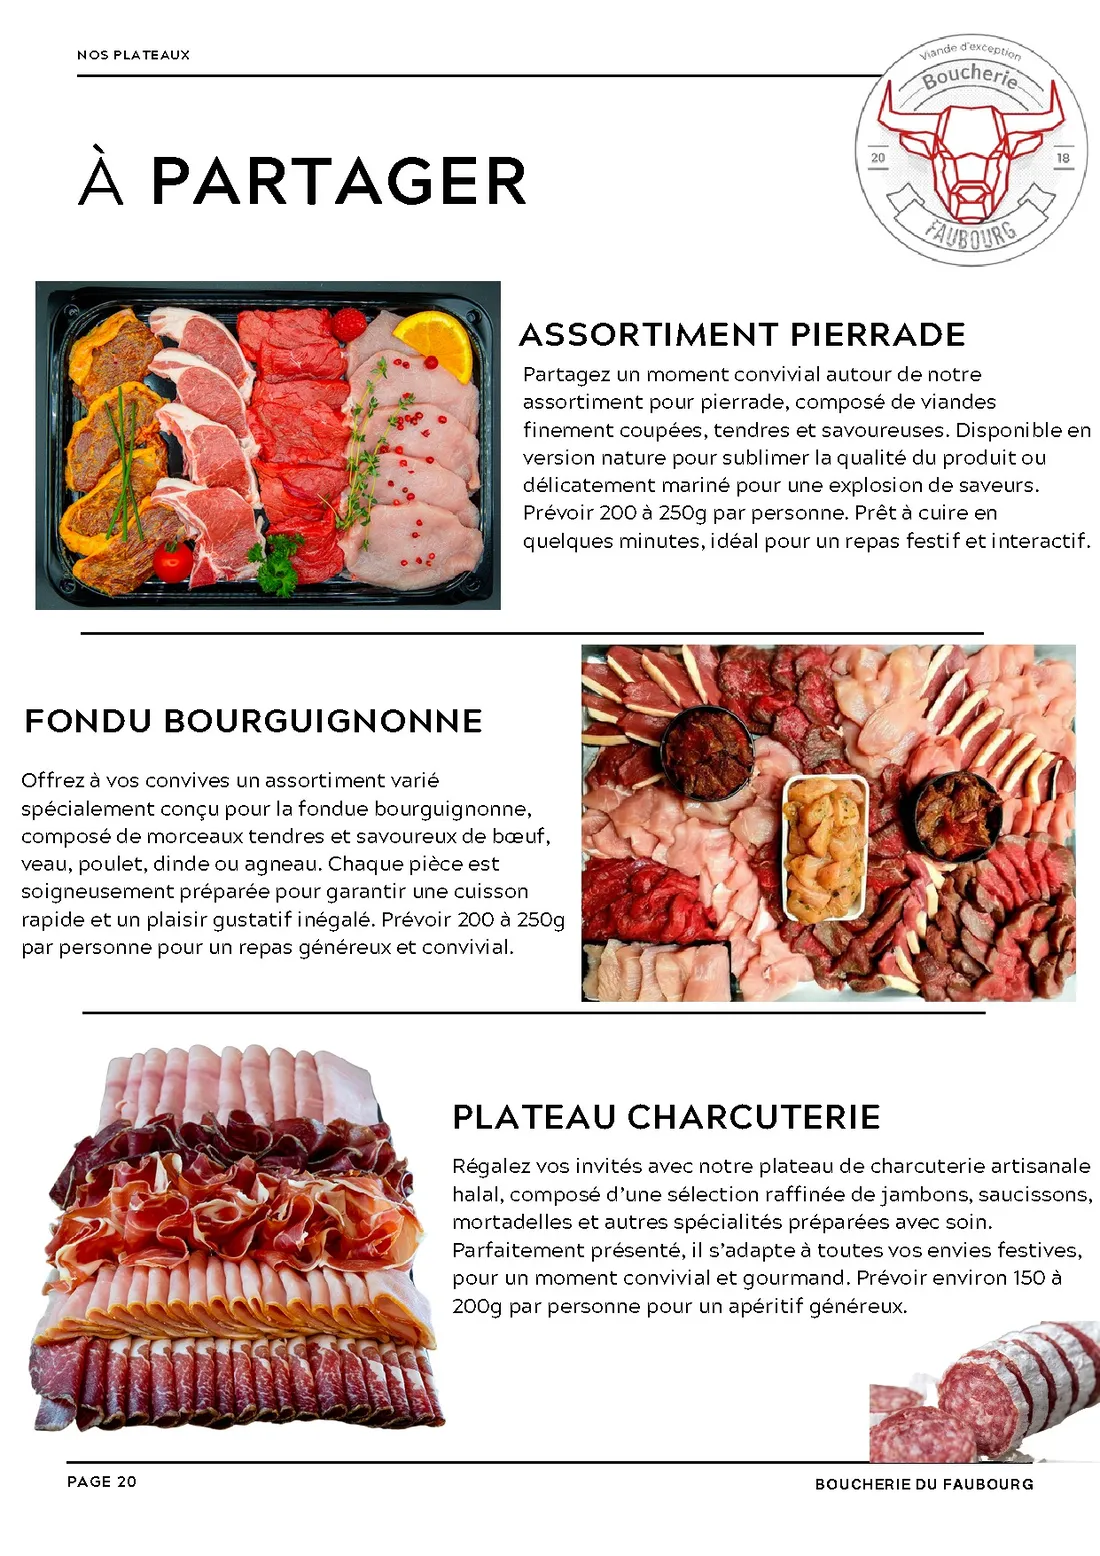 NOS PLATEAUX
Viande d'exception
Boucherie
20
18
FAUBOURG
À PARTAGER
ASSORTIMENT PIERRADE
Partagez un moment convivial autour de notre
assortiment pour pierrade, composé de viandes
finement coupées, tendres et savoureuses. Disponible en
version nature pour sublimer la qualité du produit ou
délicatement mariné pour une explosion de saveurs.
Prévoir 200 à 250g par personne. Prêt à cuire en
quelques minutes, idéal pour un repas festif et interactif.
FONDU BOURGUIGNONNE
Offrez à vos convives un assortiment varié
spécialement conçu pour la fondue bourguignonne,
composé de morceaux tendres et savoureux de bœuf,
veau, poulet, dinde ou agneau. Chaque pièce est
soigneusement préparée pour garantir une cuisson
rapide et un plaisir gustatif inégalé. Prévoir 200 à 250g
par personne pour un repas généreux et convivial.
PLATEAU CHARCUTERIE
Régalez vos invités avec notre plateau de charcuterie artisanale
halal, composé d’une sélection raffinée de jambons, saucissons,
mortadelles et autres spécialités préparées avec soin.
Parfaitement présenté, il s’adapte à toutes vos envies festives,
pour un moment convivial et gourmand. Prévoir environ 150 à
200g par personne pour un apéritif généreux.
PAGE 20
BOUCHERIE DU FAUBOURG